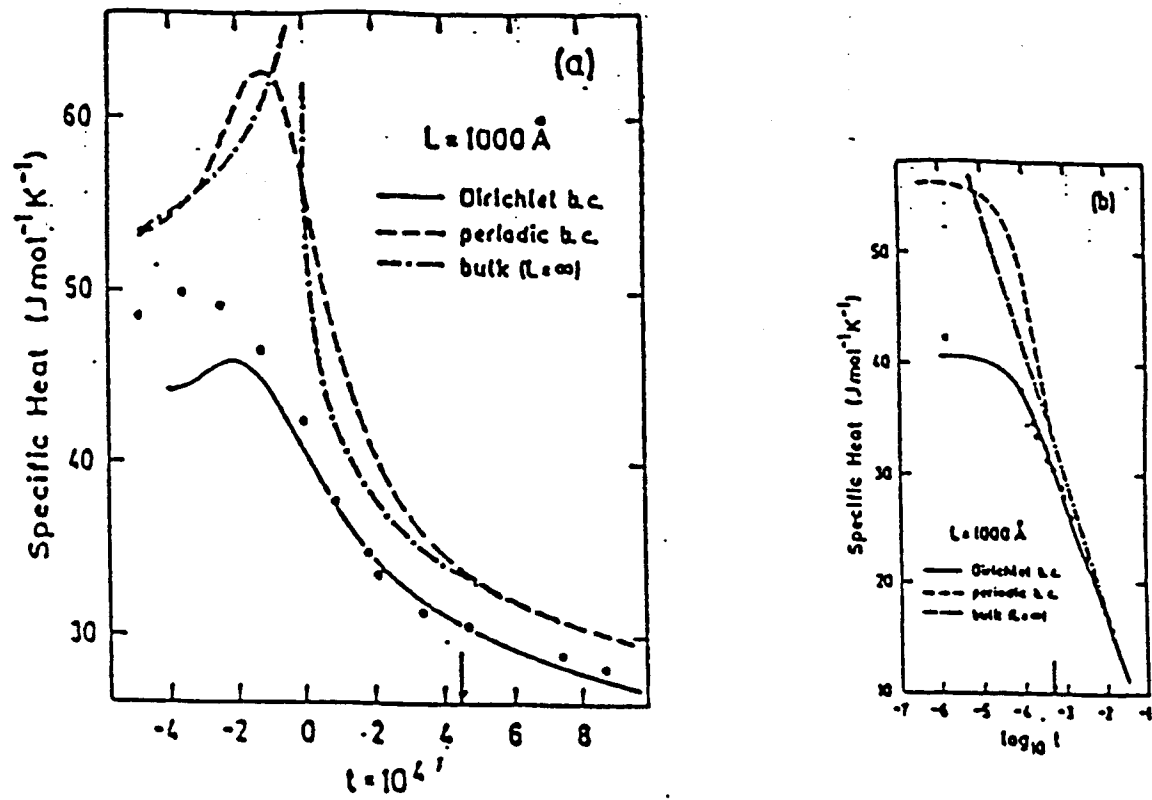 (a)
L = 1000 Å
Dirichlet b.c.
periodic b.c.
bulk (L = ∞)
Specific Heat (J mol⁻¹ K⁻¹)
60
50
40
30
-4 -2 0 2 4 6 8
(b)
L = 1000 Å
Dirichlet b.c.
periodic b.c.
bulk (L = ∞)
Specific Heat (J mol⁻¹ K⁻¹)
50
40
30
20
10
-7 -6 -5 -4 -3 -2
log₁₀ t